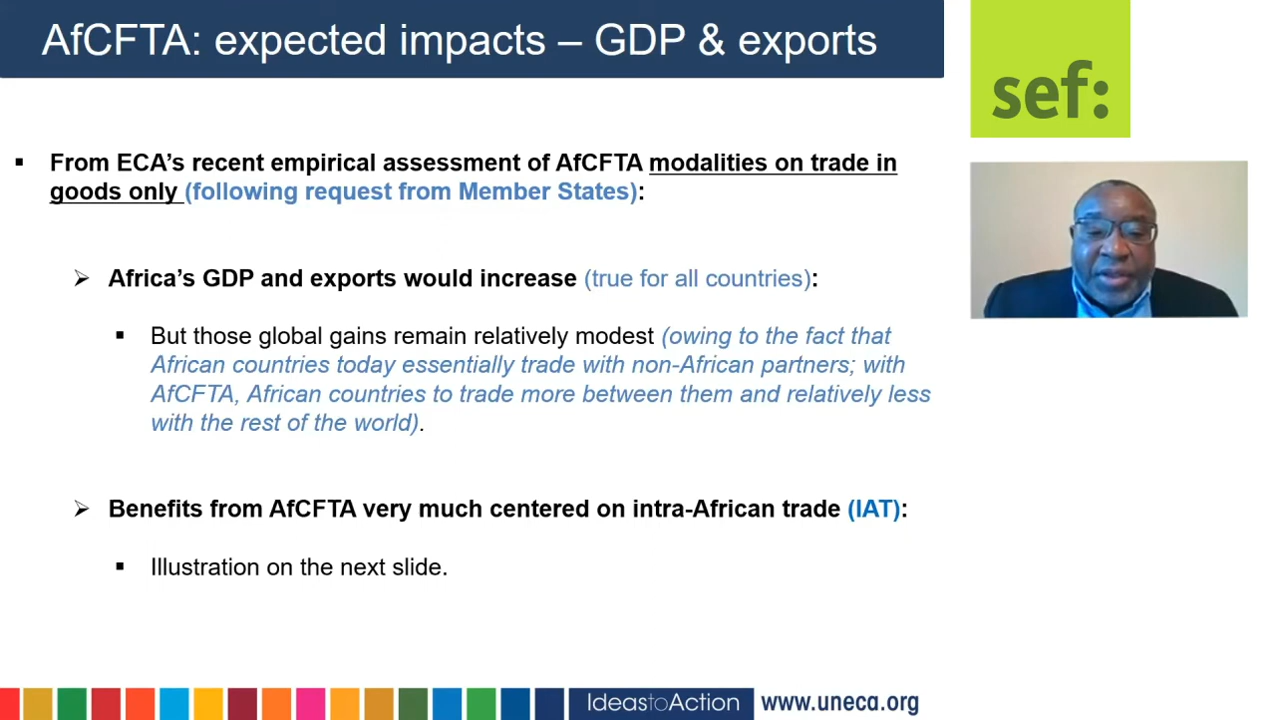 AfCFTA: expected impacts – GDP & exports
sef:
▪ From ECA’s recent empirical assessment of AfCFTA modalities on trade in
goods only (following request from Member States):
➢ Africa’s GDP and exports would increase (true for all countries):
▪ But those global gains remain relatively modest (owing to the fact that
African countries today essentially trade with non-African partners; with
AfCFTA, African countries to trade more between them and relatively less
with the rest of the world).
➢ Benefits from AfCFTA very much centered on intra-African trade (IAT):
▪ Illustration on the next slide.
IdeastoAction www.uneca.org